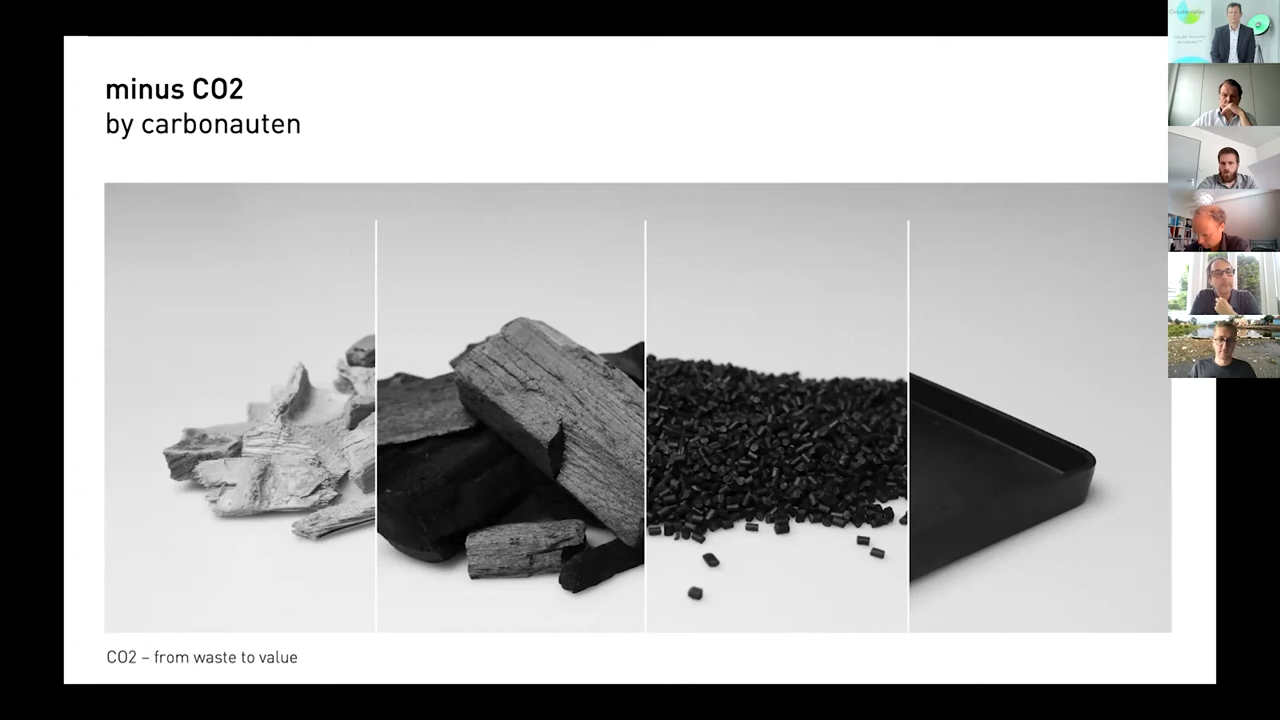 minus CO2
by carbonauten
CO2 – from waste to value